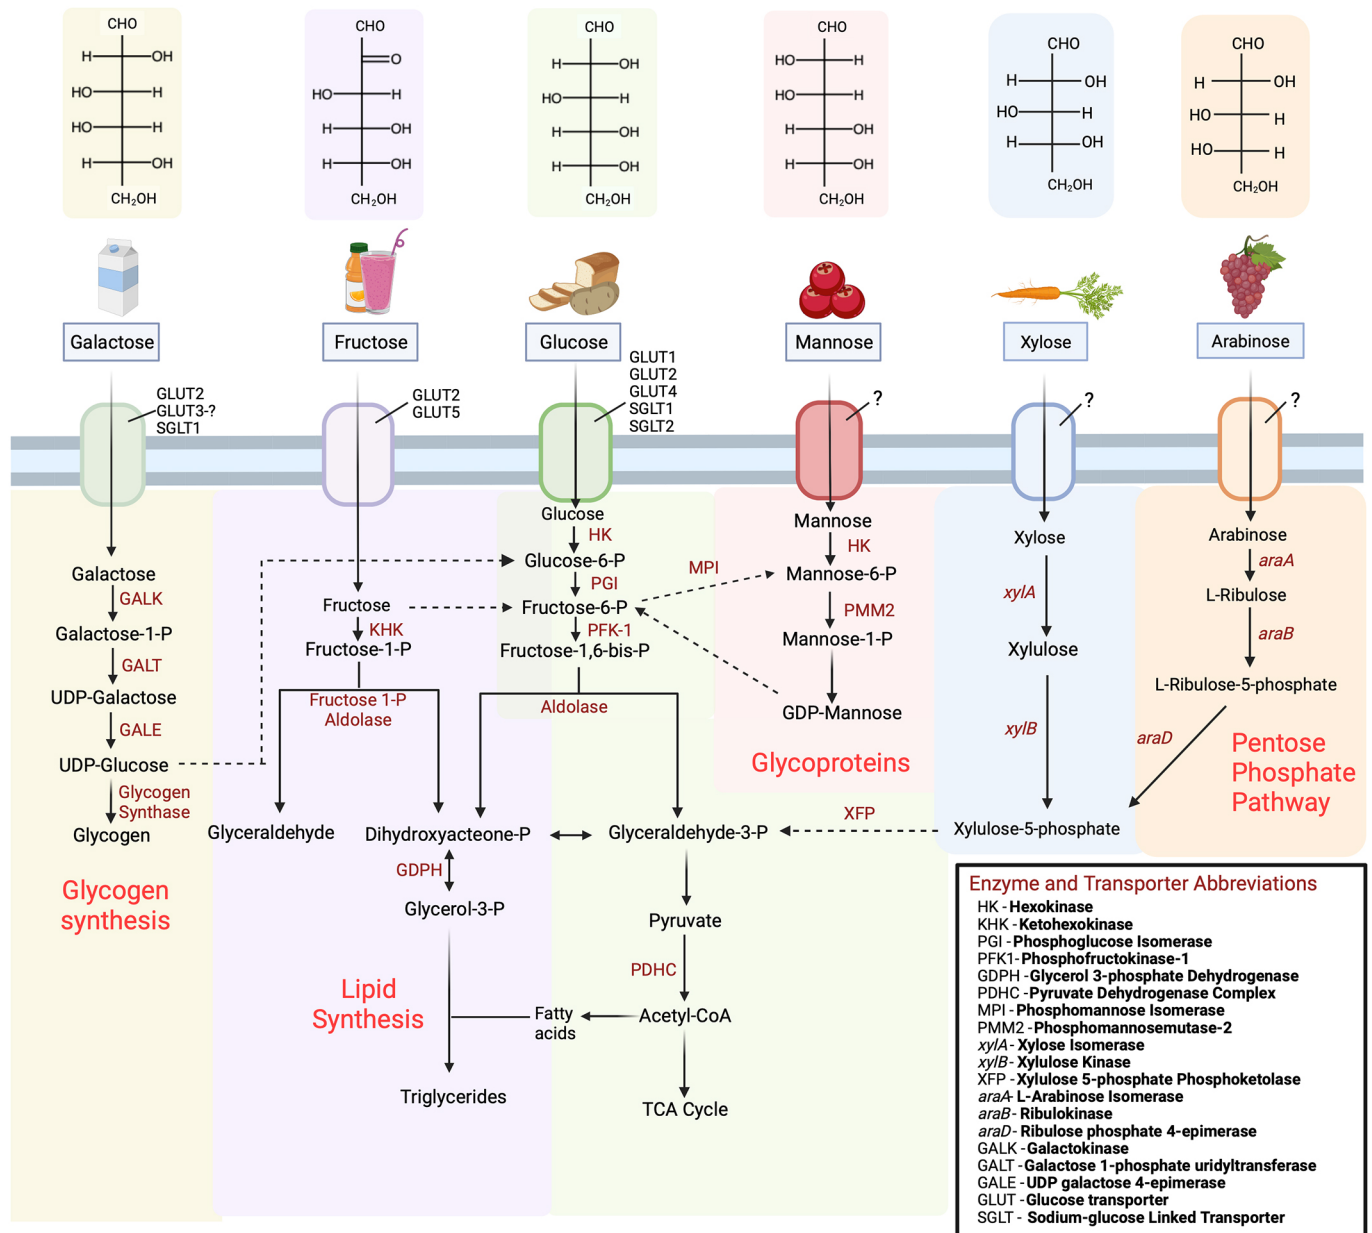 CHO
H OH
HO H
HO H
H OH
CH₂OH
CHO
O
HO H
H OH
H OH
CH₂OH
CHO
H OH
HO H
H OH
H OH
CH₂OH
CHO
HO H
HO H
H OH
H OH
CH₂OH
CHO
H OH
HO H
H OH
CH₂OH
CHO
H OH
HO H
HO H
CH₂OH
Galactose
Fructose
Glucose
Mannose
Xylose
Arabinose
GLUT2
GLUT3-?
SGLT1
GLUT2
GLUT5
GLUT1
GLUT2
GLUT4
SGLT1
SGLT2
?
?
?
Galactose
GALK
Galactose-1-P
GALT
UDP-Galactose
GALE
UDP-Glucose
Glycogen
Synthase
Glycogen
Glycogen
synthesis
Fructose
KHK
Fructose-1-P
Fructose 1-P
Aldolase
Glyceraldehyde
Dihydroxyacteone-P
GDPH
Glycerol-3-P
Lipid
Synthesis
Triglycerides
Glucose
HK
Glucose-6-P
PGI
Fructose-6-P
PFK-1
Fructose-1,6-bis-P
Aldolase
Glyceraldehyde-3-P
Pyruvate
PDHC
Acetyl-CoA
Fatty
acids
TCA Cycle
MPI
Mannose
HK
Mannose-6-P
PMM2
Mannose-1-P
GDP-Mannose
Glycoproteins
XFP
Xylose
xylA
Xylulose
xylB
Xylulose-5-phosphate
Arabinose
araA
L-Ribulose
araB
L-Ribulose-5-phosphate
araD
Pentose
Phosphate
Pathway
Enzyme and Transporter Abbreviations
HK - Hexokinase
KHK - Ketohexokinase
PGI - Phosphoglucose Isomerase
PFK1- Phosphofructokinase-1
GDPH - Glycerol 3-phosphate Dehydrogenase
PDHC - Pyruvate Dehydrogenase Complex
MPI - Phosphomannose Isomerase
PMM2 - Phosphomannosemutase-2
xylA - Xylose Isomerase
xylB - Xylulose Kinase
XFP - Xylulose 5-phosphate Phosphoketolase
araA- L-Arabinose Isomerase
araB- Ribulokinase
araD- Ribulose phosphate 4-epimerase
GALK - Galactokinase
GALT - Galactose 1-phosphate uridyltransferase
GALE - UDP galactose 4-epimerase
GLUT - Glucose transporter
SGLT - Sodium-glucose Linked Transporter